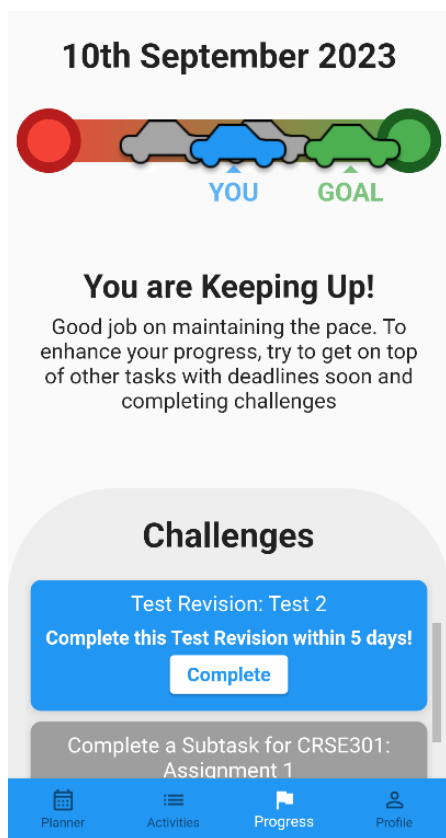 10th September 2023
YOU
GOAL
You are Keeping Up!
Good job on maintaining the pace. To
enhance your progress, try to get on top
of other tasks with deadlines soon and
completing challenges
Challenges
Test Revision: Test 2
Complete this Test Revision within 5 days!
Complete
Complete a Subtask for CRSE301:
Assignment 1
Planner
Activities
Progress
Profile